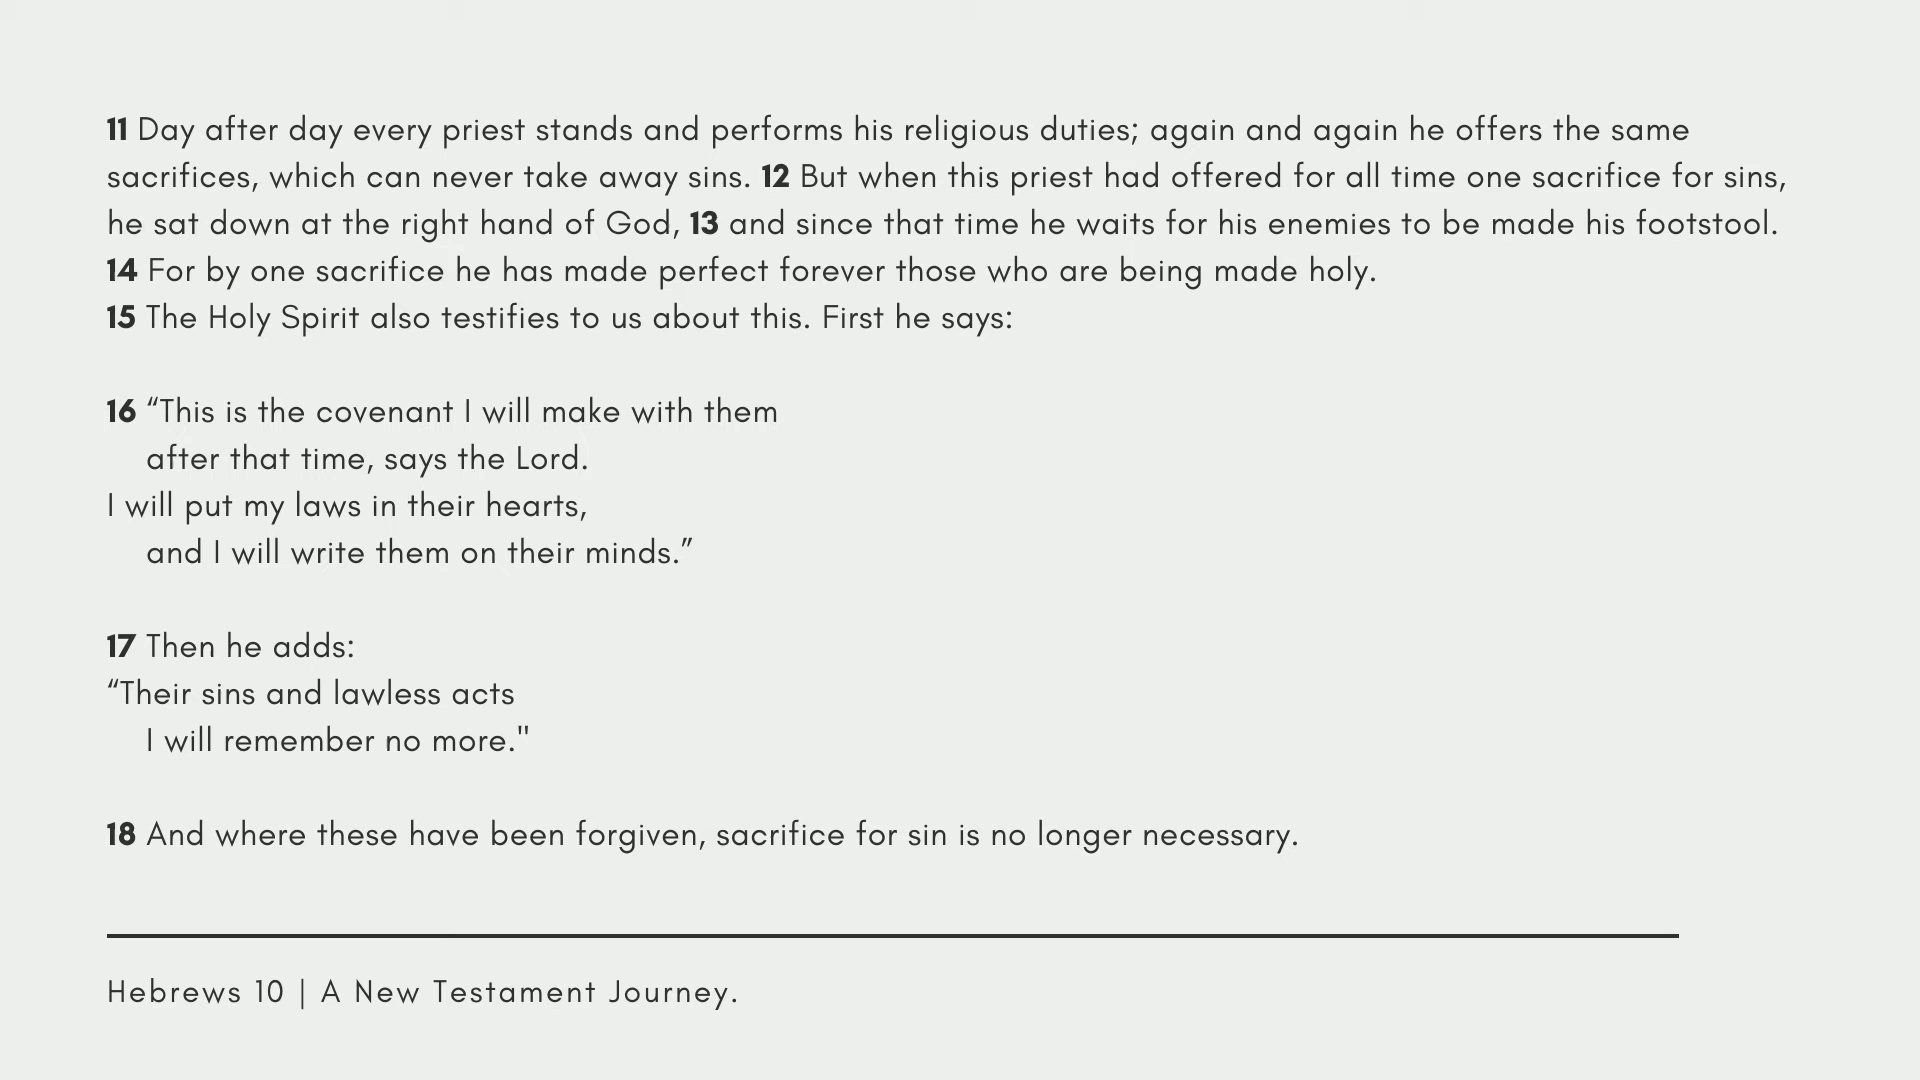 11 Day after day every priest stands and performs his religious duties; again and again he offers the same
sacrifices, which can never take away sins. 12 But when this priest had offered for all time one sacrifice for sins,
he sat down at the right hand of God, 13 and since that time he waits for his enemies to be made his footstool.
14 For by one sacrifice he has made perfect forever those who are being made holy.
15 The Holy Spirit also testifies to us about this. First he says:
16 “This is the covenant I will make with them
after that time, says the Lord.
I will put my laws in their hearts,
and I will write them on their minds.”
17 Then he adds:
“Their sins and lawless acts
I will remember no more."
18 And where these have been forgiven, sacrifice for sin is no longer necessary.
Hebrews 10 | A New Testament Journey.